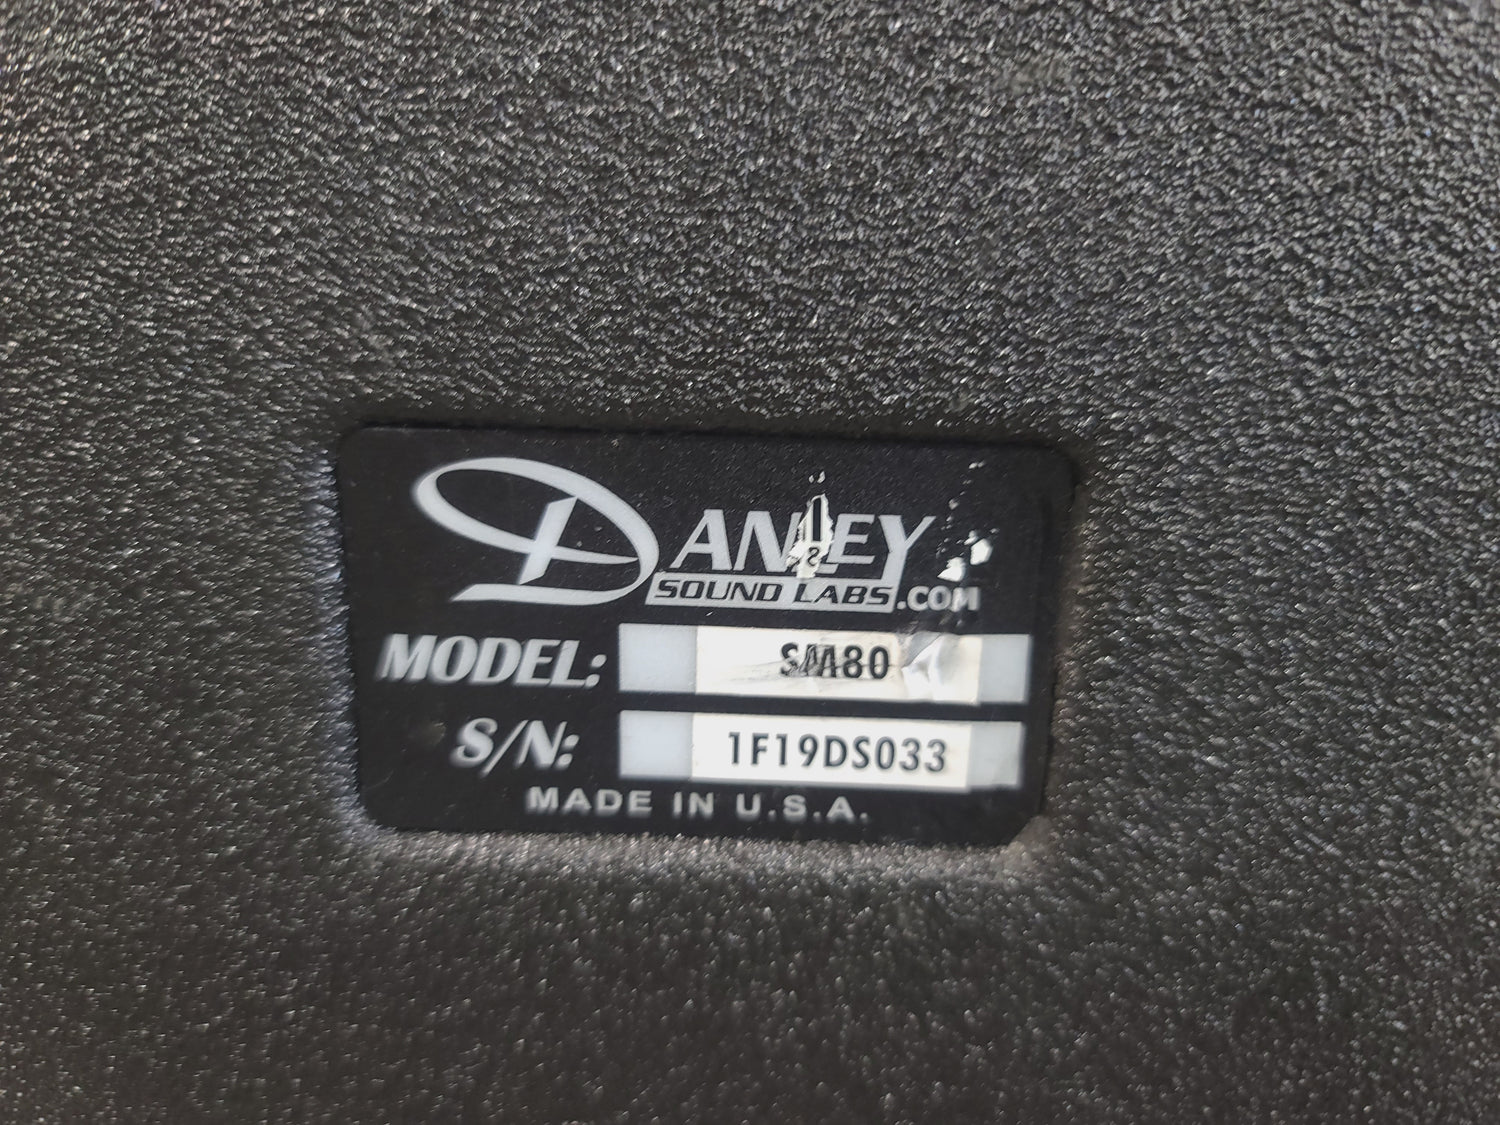 DANLEY
SOUND LABS.COM
MODEL: SM80
S/N: 1F19DS033
MADE IN U.S.A.